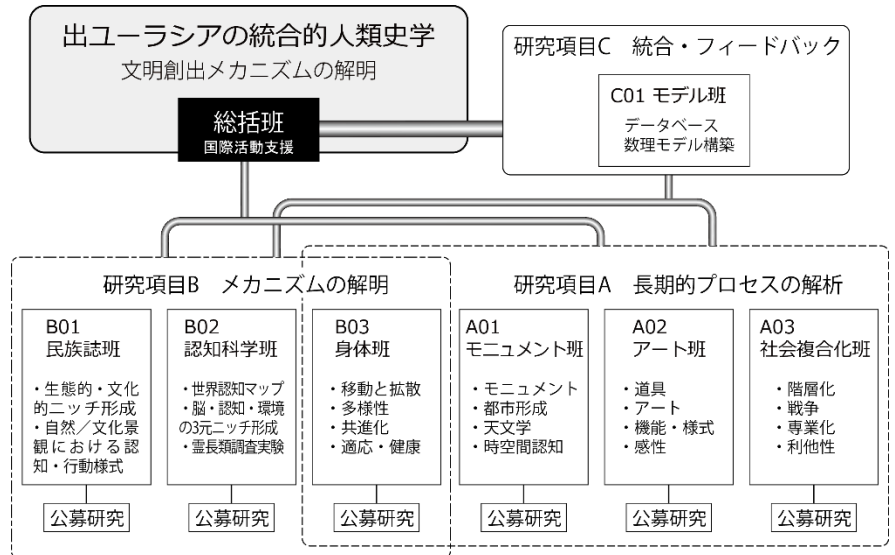 出ユーラシアの統合的人類史学
文明創出メカニズムの解明
総括班
国際活動支援
研究項目C　統合・フィードバック
C01 モデル班
データベース
数理モデル構築
研究項目B　メカニズムの解明
B01
民族誌班
・生態的・文化
的ニッチ形成
・自然／文化景
観における認
知・行動様式
公募研究
B02
認知科学班
・世界認知マップ
・脳・認知・環境
の3元ニッチ形成
・霊長類調査実験
公募研究
B03
身体班
・移動と拡散
・多様性
・共進化
・適応・健康
公募研究
研究項目A　長期的プロセスの解析
A01
モニュメント班
・モニュメント
・都市形成
・天文学
・時空間認知
公募研究
A02
アート班
・道具
・アート
・機能・様式
・感性
公募研究
A03
社会複合化班
・階層化
・戦争
・専業化
・利他性
公募研究